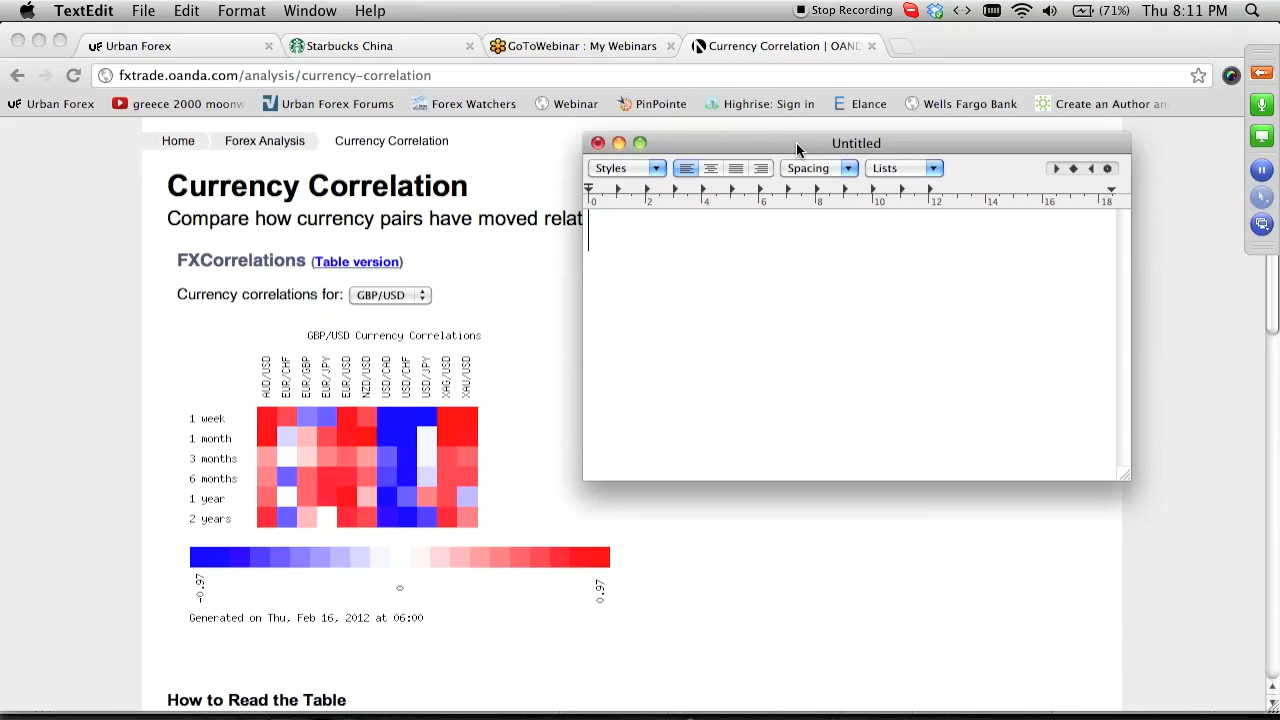 TextEdit File Edit Format Window Help Stop Recording (71%) Thu 8:11 PM
UF Urban Forex Starbucks China GoToWebinar : My Webinars Currency Correlation | OAN
fxtrade.oanda.com/analysis/currency-correlation
UF Urban Forex greece 2000 moonw Urban Forex Forums Forex Watchers Webinar PinPointe Highrise: Sign in Elance Wells Fargo Bank Create an Author an
Home Forex Analysis Currency Correlation
Untitled
Styles Spacing Lists
0 2 4 6 8 10 12 14 16 18
Currency Correlation
Compare how currency pairs have moved relat
FXCorrelations (Table version)
Currency correlations for: GBP/USD
GBP/USD Currency Correlations
AUD/USD EUR/CHF EUR/GBP EUR/JPY EUR/USD NZD/USD USD/CAD USD/CHF USD/JPY XAG/USD XAU/USD
1 week
1 month
3 months
6 months
1 year
2 years
-0.97 0 0.97
Generated on Thu, Feb 16, 2012 at 06:00
How to Read the Table